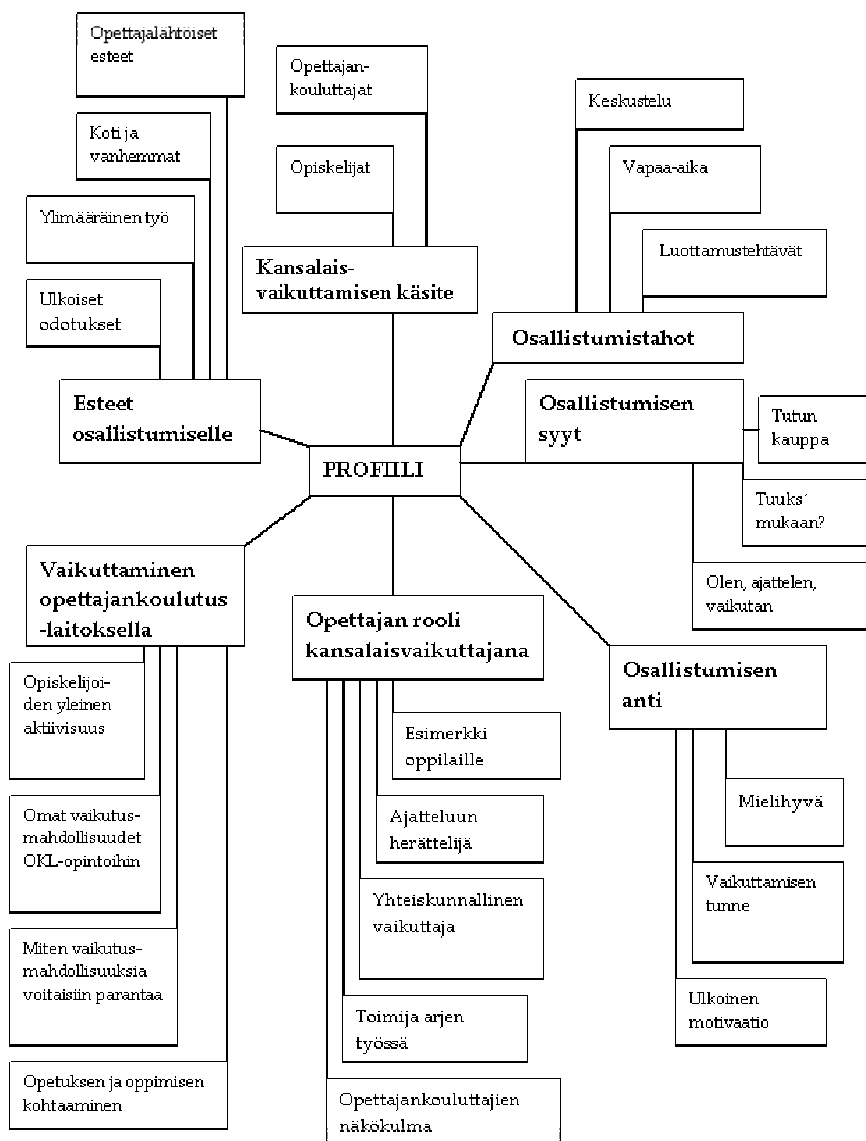 Opettajalähtöiset
esteet
Opettajan-
kouluttajat
Keskustelu
Koti ja
vanhemmat
Opiskelijat
Vapaa-aika
Ylimääräinen työ
Luottamustehtävät
Kansalais-
vaikuttamisen käsite
Ulkoiset
odotukset
Osallistumistahot
Esteet
osallistumiselle
Osallistumisen
syyt
Tutun
kauppa
PROFIILI
Tuuks´
mukaan?
Olen, ajattelen,
vaikutan
Vaikuttaminen
opettajankoulutus
-laitoksella
Opettajan rooli
kansalaisvaikuttajana
Osallistumisen
anti
Opiskelijoi-
den yleinen
aktiivisuus
Esimerkki
oppilaille
Mielihyvä
Omat vaikutus-
mahdollisuudet
OKL-opintoihin
Ajatteluun
herättelijä
Vaikuttamisen
tunne
Yhteiskunnallinen
vaikuttaja
Miten vaikutus-
mahdollisuuksia
voitaisiin parantaa
Ulkoinen
motivaatio
Toimija arjen
työssä
Opetuksen ja oppimisen
kohtaaminen
Opettajankouluttajien
näkökulma